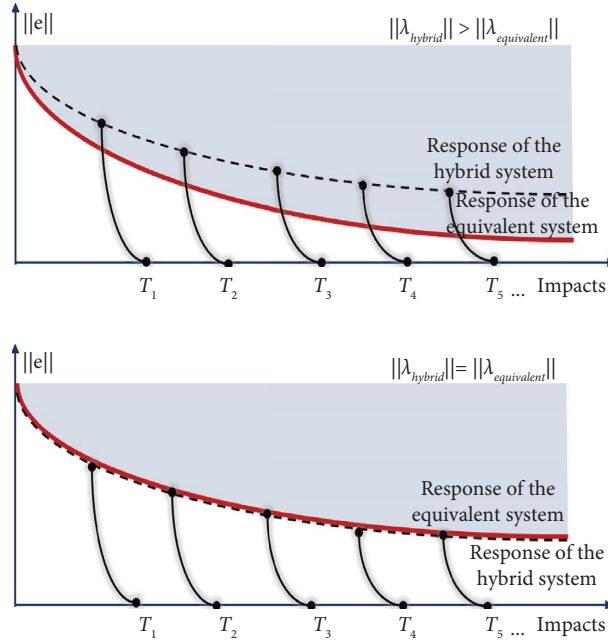 ||e||
||λhybrid|| > ||λequivalent||
Response of the
hybrid system
Response of the
equivalent system
T1 T2 T3 T4 T5 ... Impacts
||e||
||λhybrid|| = ||λequivalent||
Response of the
equivalent system
Response of the
hybrid system
T1 T2 T3 T4 T5 ... Impacts